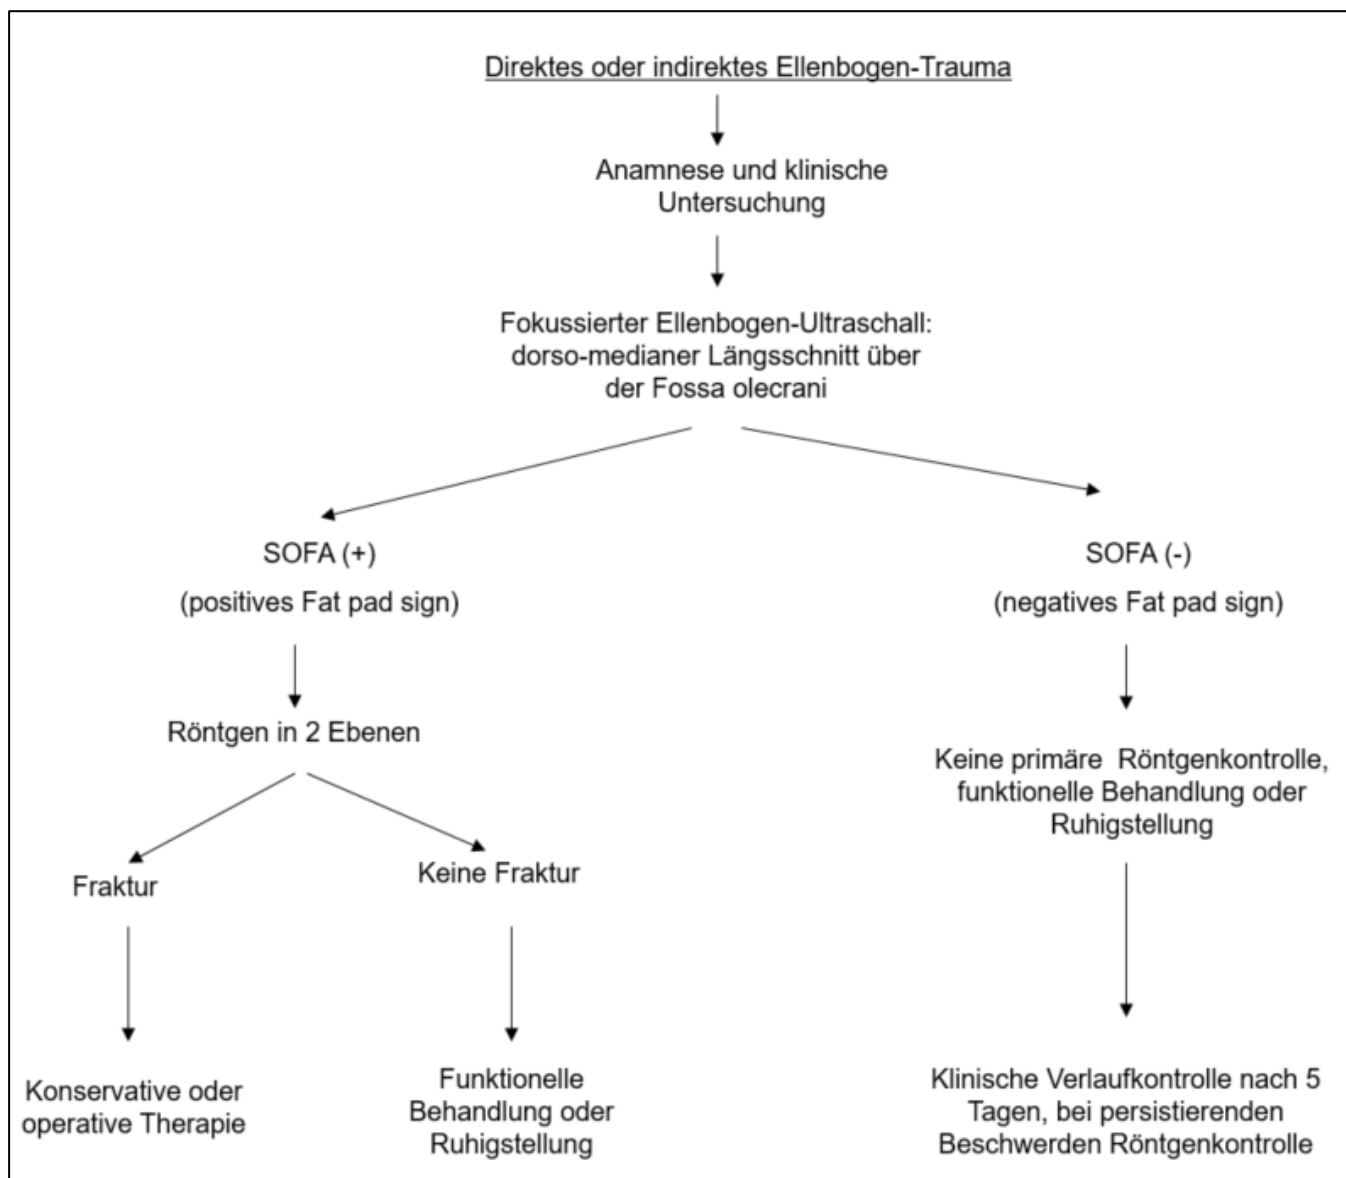 Direktes oder indirektes Ellenbogen-Trauma
Anamnese und klinische
Untersuchung
Fokussierter Ellenbogen-Ultraschall:
dorso-medianer Längsschnitt über
der Fossa olecrani
SOFA (+)
(positives Fat pad sign)
SOFA (-)
(negatives Fat pad sign)
Röntgen in 2 Ebenen
Keine primäre Röntgenkontrolle,
funktionelle Behandlung oder
Ruhigstellung
Fraktur
Keine Fraktur
Konservative oder
operative Therapie
Funktionelle
Behandlung oder
Ruhigstellung
Klinische Verlaufkontrolle nach 5
Tagen, bei persistierenden
Beschwerden Röntgenkontrolle